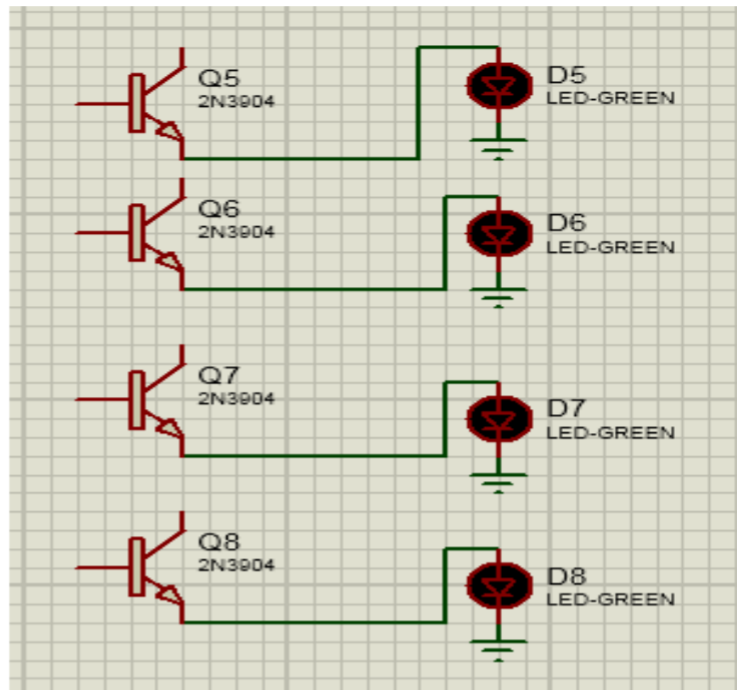 Q5
2N3904
D5
LED-GREEN
Q6
2N3904
D6
LED-GREEN
Q7
2N3904
D7
LED-GREEN
Q8
2N3904
D8
LED-GREEN